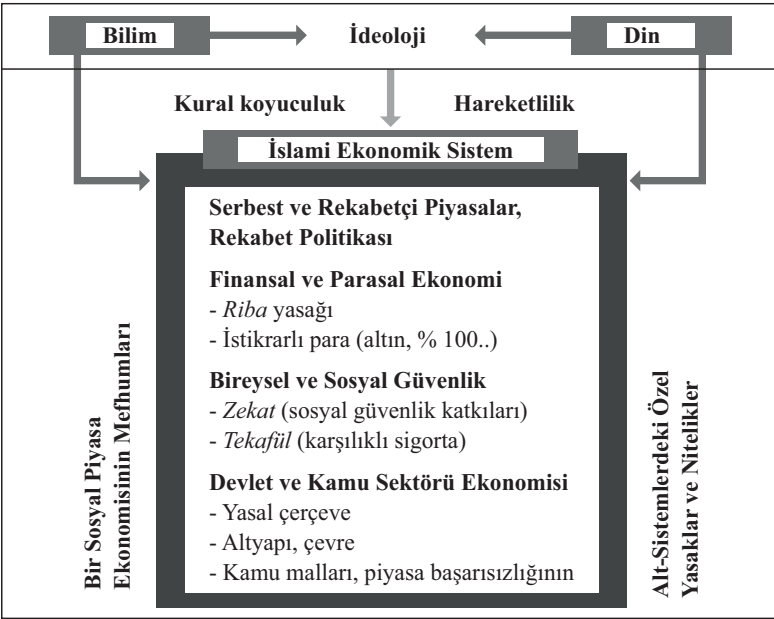 Bilim
İdeoloji
Din
Kural koyuculuk
Hareketlilik
İslami Ekonomik Sistem
Serbest ve Rekabetçi Piyasalar,
Rekabet Politikası
Finansal ve Parasal Ekonomi
- Riba yasağı
- İstikrarlı para (altın, % 100..)
Bireysel ve Sosyal Güvenlik
- Zekat (sosyal güvenlik katkıları)
- Tekafül (karşılıklı sigorta)
Devlet ve Kamu Sektörü Ekonomisi
- Yasal çerçeve
- Altyapı, çevre
- Kamu malları, piyasa başarısızlığının
Bir Sosyal Piyasa
Ekonomisinin Mefhumları
Alt-Sistemlerdeki Özel
Yasaklar ve Nitelikler